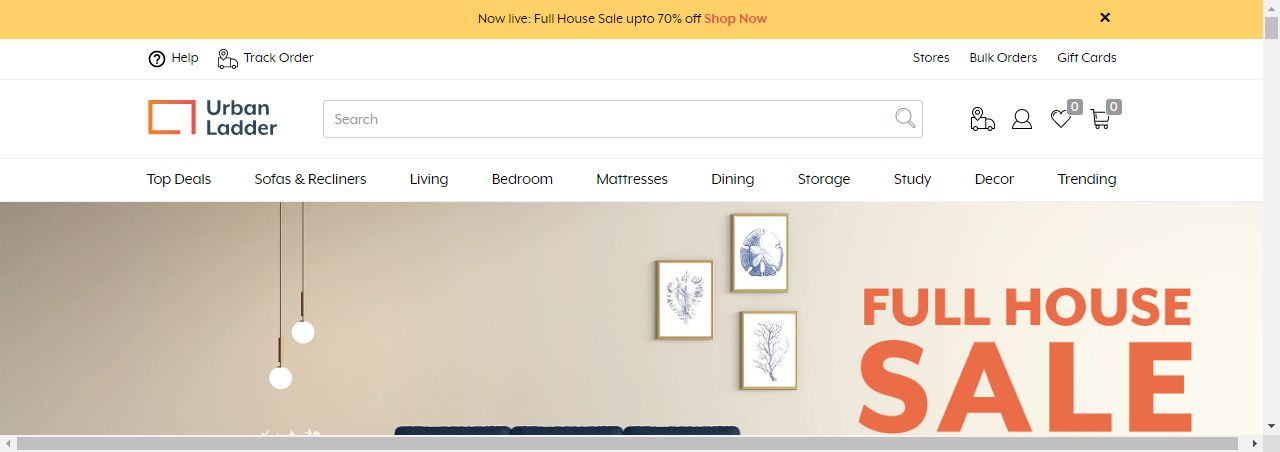 Now live: Full House Sale upto 70% off Shop Now ✕
Help Track Order Stores Bulk Orders Gift Cards
Urban
Ladder
Search
0 0
Top Deals Sofas & Recliners Living Bedroom Mattresses Dining Storage Study Decor Trending
FULL HOUSE
SALE